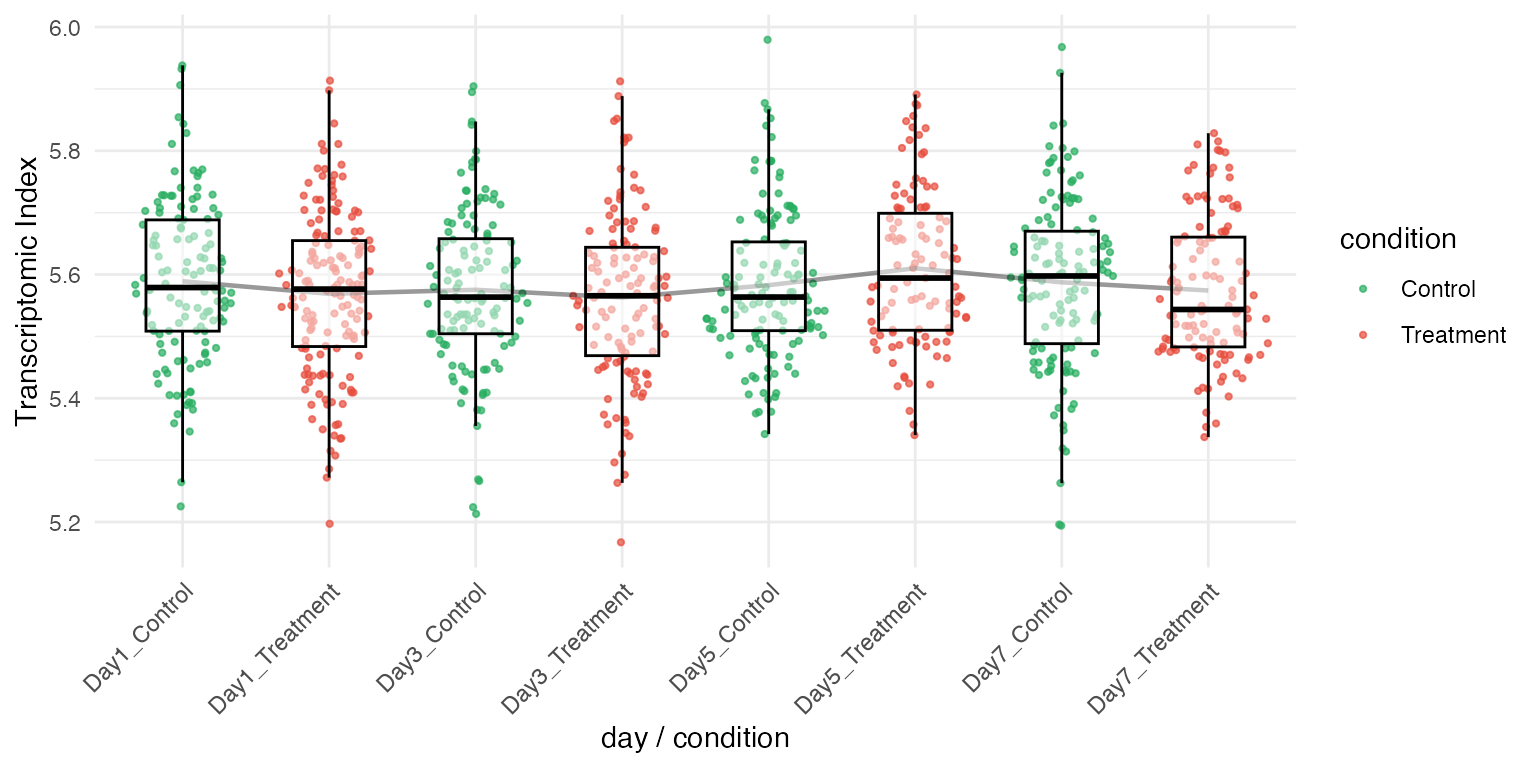 6.0
5.8
5.6
5.4
5.2
Transcriptomic Index
Day1_Control
Day1_Treatment
Day3_Control
Day3_Treatment
Day5_Control
Day5_Treatment
Day7_Control
Day7_Treatment
day / condition
condition
Control
Treatment